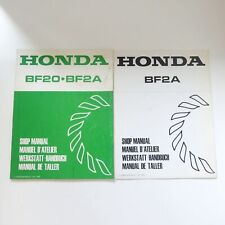 HONDA
BF20•BF2A
SHOP MANUAL
MANUEL D'ATELIER
WERKSTATT-HANDBUCH
MANUAL DE TALLER
HONDA
BF2A
SHOP MANUAL
MANUEL D'ATELIER
WERKSTATT-HANDBUCH
MANUAL DE TALLER